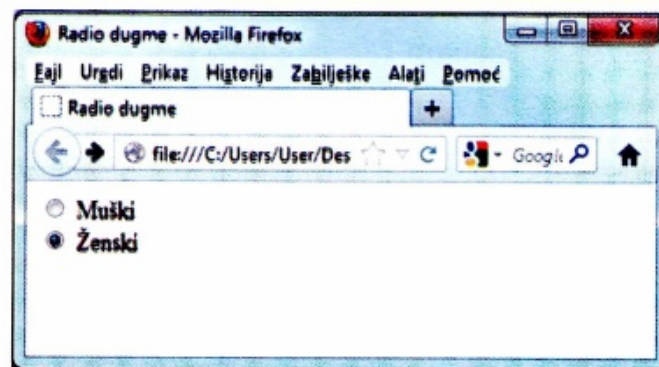 Radio dugme - Mozilla Firefox
Fajl Uredi Prikaz Historija Zabilješke Alati Pomoć
Radio dugme
file:///C:/Users/User/Des Google
Muški
Ženski